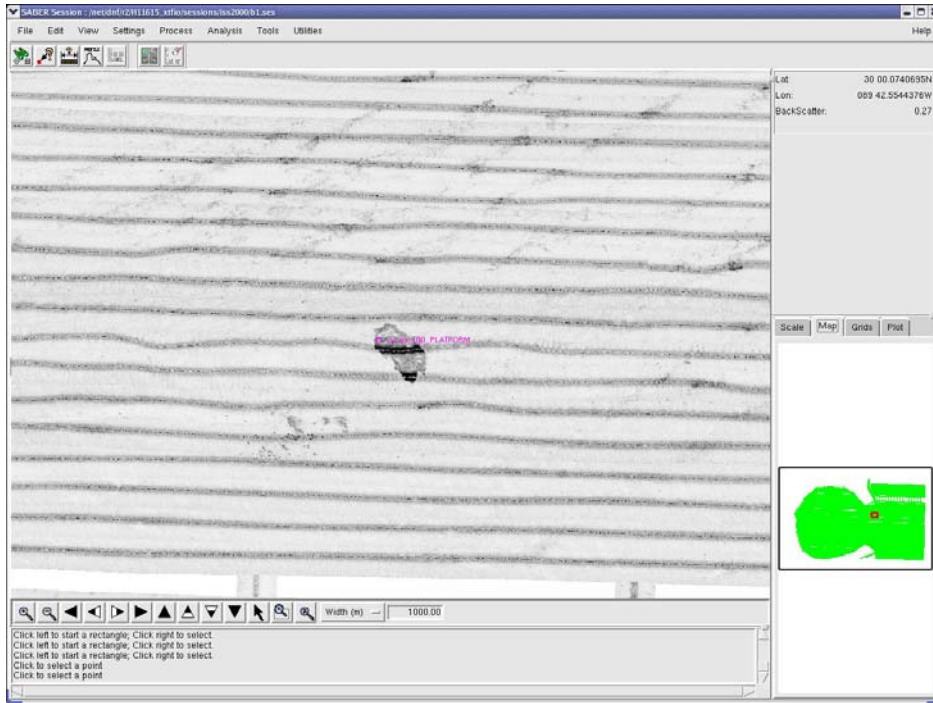 SABER Session : /net/dnf/r2/H11615_xtfio/sessions/iss2000/b1.ses
File Edit View Settings Process Analysis Tools Utilities Help
Lat: 30 00.0740695N
Lon: 089 42.5544376W
BackScatter: 0.27
PLATFORM
Scale Map Grids Plot
Width (m) 1000.00
Click left to start a rectangle; Click right to select.
Click left to start a rectangle; Click right to select.
Click left to start a rectangle; Click right to select.
Click to select a point
Click to select a point